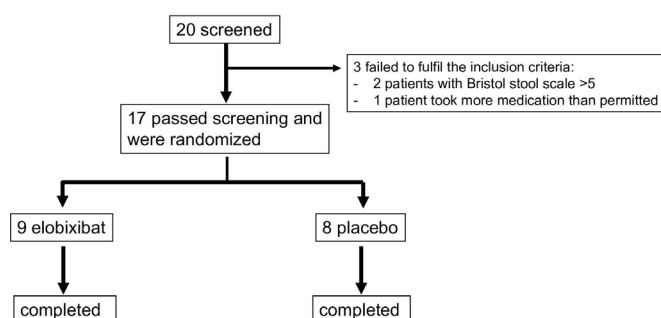 20 screened
3 failed to fulfil the inclusion criteria:
- 2 patients with Bristol stool scale >5
- 1 patient took more medication than permitted
17 passed screening and
were randomized
9 elobixibat
8 placebo
completed
completed